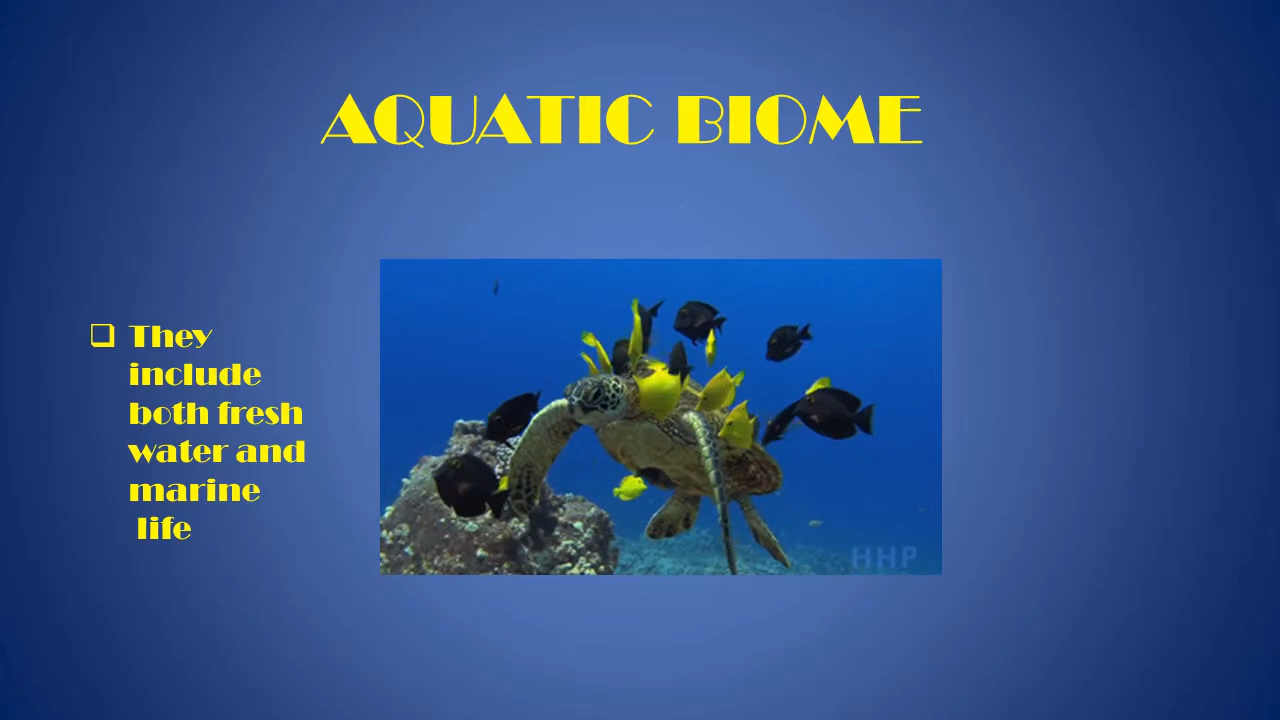 AQUATIC BIOME
❑ They
include
both fresh
water and
marine
life
HHP